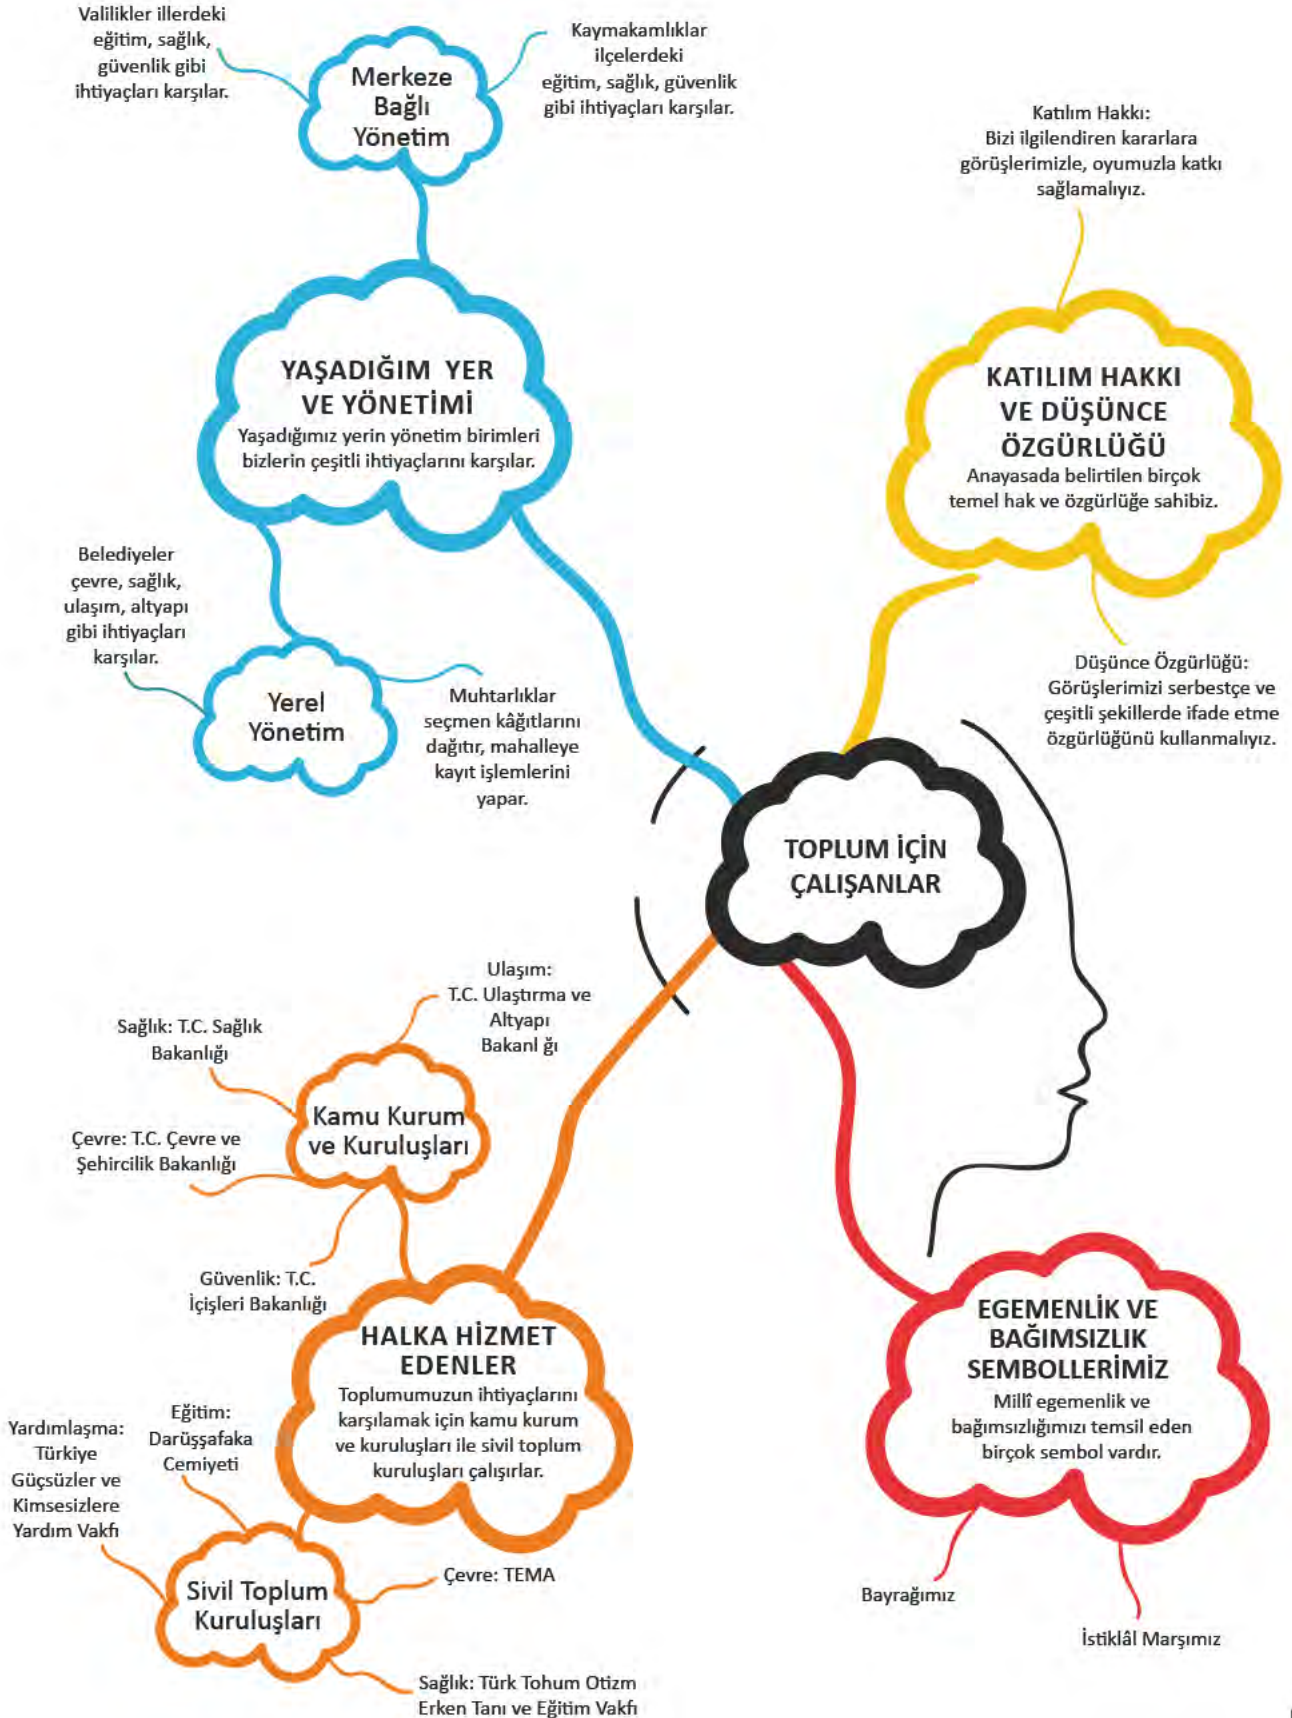 Valilikler illerdeki
eğitim, sağlık,
güvenlik gibi
ihtiyaçları karşılar.
Merkeze
Bağlı
Yönetim
Kaymakamlıklar
ilçelerdeki
eğitim, sağlık, güvenlik
gibi ihtiyaçları karşılar.
YAŞADIĞIM YER
VE YÖNETİMİ
Yaşadığımız yerin yönetim birimleri
bizlerin çeşitli ihtiyaçlarını karşılar.
Belediyeler
çevre, sağlık,
ulaşım, altyapı
gibi ihtiyaçları
karşılar.
Yerel
Yönetim
Muhtarlıklar
seçmen kâğıtlarını
dağıtır, mahalleye
kayıt işlemlerini
yapar.
Katılım Hakkı:
Bizi ilgilendiren kararlara
görüşlerimizle, oyumuzla katkı
sağlamalıyız.
KATILIM HAKKI
VE DÜŞÜNCE
ÖZGÜRLÜĞÜ
Anayasada belirtilen birçok
temel hak ve özgürlüğe sahibiz.
Düşünce Özgürlüğü:
Görüşlerimizi serbestçe ve
çeşitli şekillerde ifade etme
özgürlüğünü kullanmalıyız.
TOPLUM İÇİN
ÇALIŞANLAR
Ulaşım:
T.C. Ulaştırma ve
Altyapı
Bakanl ğı
Sağlık: T.C. Sağlık
Bakanlığı
Kamu Kurum
ve Kuruluşları
Çevre: T.C. Çevre ve
Şehircilik Bakanlığı
Güvenlik: T.C.
İçişleri Bakanlığı
HALKA HİZMET
EDENLER
Toplumumuzun ihtiyaçlarını
karşılamak için kamu kurum
ve kuruluşları ile sivil toplum
kuruluşları çalışırlar.
Eğitim:
Darüşşafaka
Cemiyeti
Yardımlaşma:
Türkiye
Güçsüzler ve
Kimsesizlere
Yardım Vakfı
Sivil Toplum
Kuruluşları
Çevre: TEMA
Sağlık: Türk Tohum Otizm
Erken Tanı ve Eğitim Vakfı
EGEMENLİK VE
BAĞIMSIZLIK
SEMBOLLERİMİZ
Millî egemenlik ve
bağımsızlığımızı temsil eden
birçok sembol vardır.
Bayrağımız
İstiklâl Marşımız